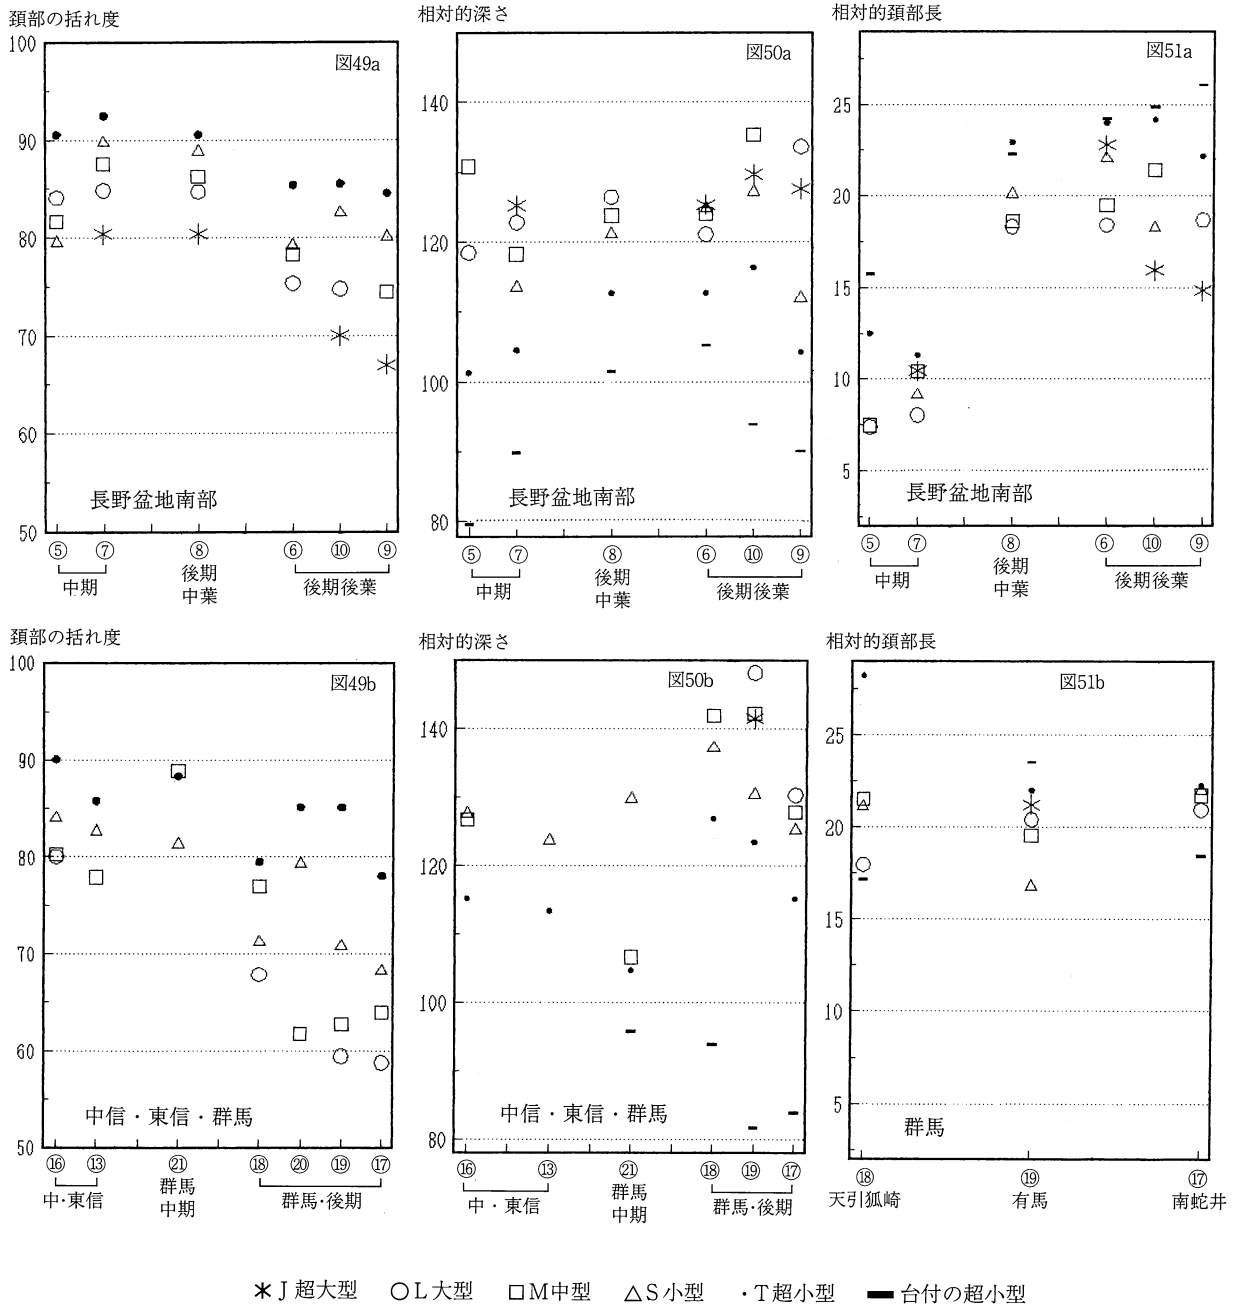 頚部の括れ度
図49a
100
90
80
70
60
50
長野盆地南部
⑤ ⑦ ⑧ ⑥ ⑩ ⑨
中期 後期中葉 後期後葉
相対的深さ
図50a
140
120
100
80
長野盆地南部
⑤ ⑦ ⑧ ⑥ ⑩ ⑨
中期 後期中葉 後期後葉
相対的頚部長
図51a
25
20
15
10
5
長野盆地南部
⑤ ⑦ ⑧ ⑥ ⑩ ⑨
中期 後期中葉 後期後葉
頚部の括れ度
図49b
100
90
80
70
60
50
中信・東信・群馬
⑯ ⑬ ㉑ ⑱ ⑳ ⑲ ⑰
中・東信 群馬中期 群馬・後期
相対的深さ
図50b
140
120
100
80
中信・東信・群馬
⑯ ⑬ ㉑ ⑱ ⑲ ⑰
中・東信 群馬中期 群馬・後期
相対的頚部長
図51b
25
20
15
10
5
群馬
⑱ ⑲ ⑰
天引狐崎 有馬 南蛇井
J超大型 L大型 M中型 S小型 T超小型 台付の超小型